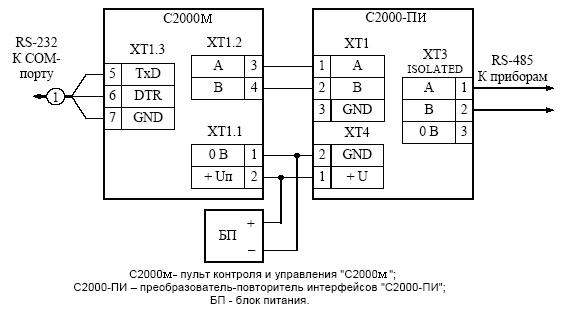 С2000М
С2000-ПИ
RS-232
К COM-
порту
XT1.3
5 TxD
6 DTR
7 GND
1
XT1.2
A 3
B 4
XT1.1
0 В 1
+ Uп 2
XT1
1 A
2 B
3 GND
XT4
2 GND
1 + U
XT3
ISOLATED
A 1
B 2
0 В 3
RS-485
К приборам
БП
+
–
С2000м– пульт контроля и управления "С2000м";
С2000-ПИ – преобразователь-повторитель интерфейсов "С2000-ПИ";
БП - блок питания.